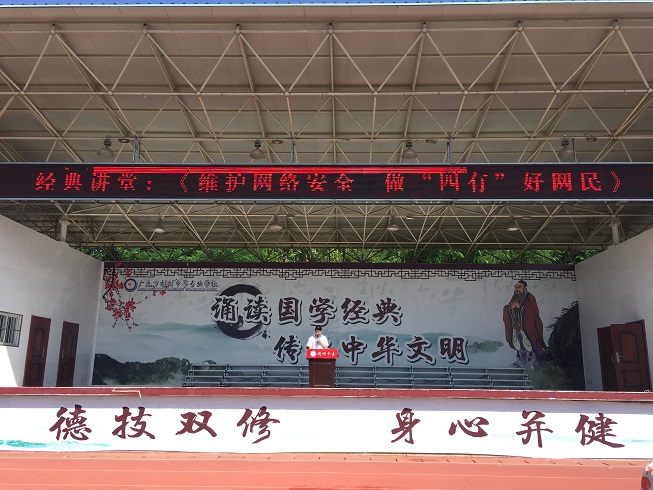 经典讲堂：《维护网络安全 做“四有”好网民》
诵读国学经典
传 中华文明
德技双修 身心并健